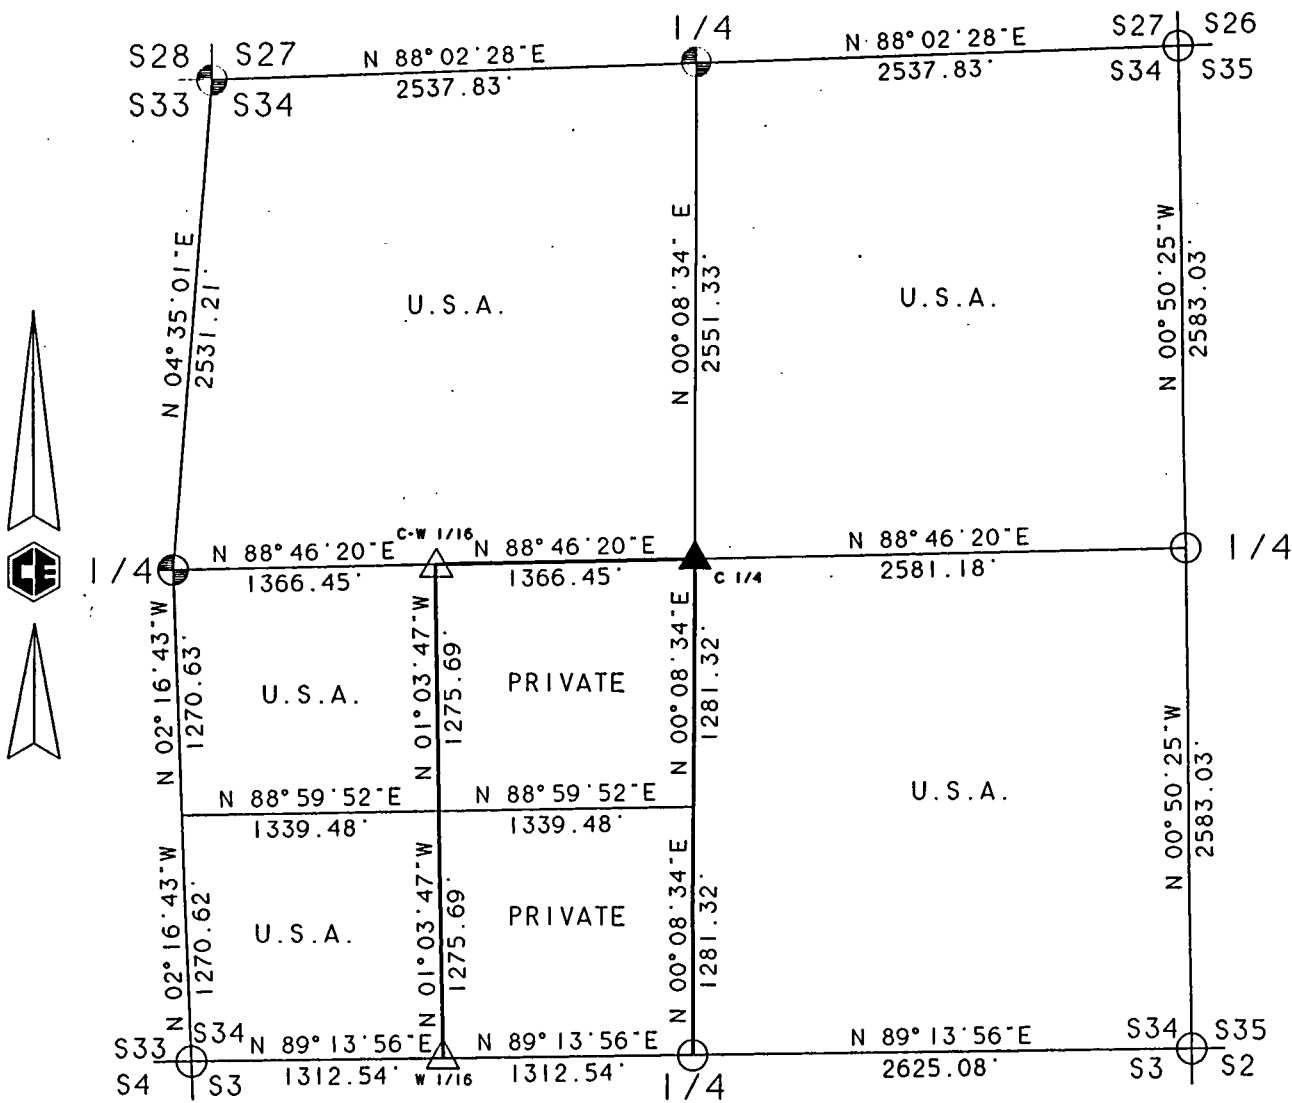 S28 S27
S33 S34
N 88°02'28"E
2537.83'
1/4
N 88°02'28"E
2537.83'
S27 S26
S34 S35
N 04°35'01"E
2531.21'
U.S.A.
N 00°08'34" E
2551.33'
U.S.A.
N 00°50'25"W
2583.03'
CE
1/4
N 88°46'20"E
1366.45'
C-W 1/16
N 88°46'20"E
1366.45'
C 1/4
N 88°46'20"E
2581.18'
1/4
N 02°16'43"W
1270.63'
U.S.A.
N 01°03'47"W
1275.69'
PRIVATE
N 00°08'34"E
1281.32'
U.S.A.
N 00°50'25"W
2583.03'
N 88°59'52"E
1339.48'
N 88°59'52"E
1339.48'
N 02°16'43"W
1270.62'
U.S.A.
N 01°03'47"W
1275.69'
PRIVATE
N 00°08'34"E
1281.32'
S33 S34
S4 S3
N 89°13'56"E
1312.54'
W 1/16
N 89°13'56"E
1312.54'
1/4
N 89°13'56"E
2625.08'
S34 S35
S3 S2